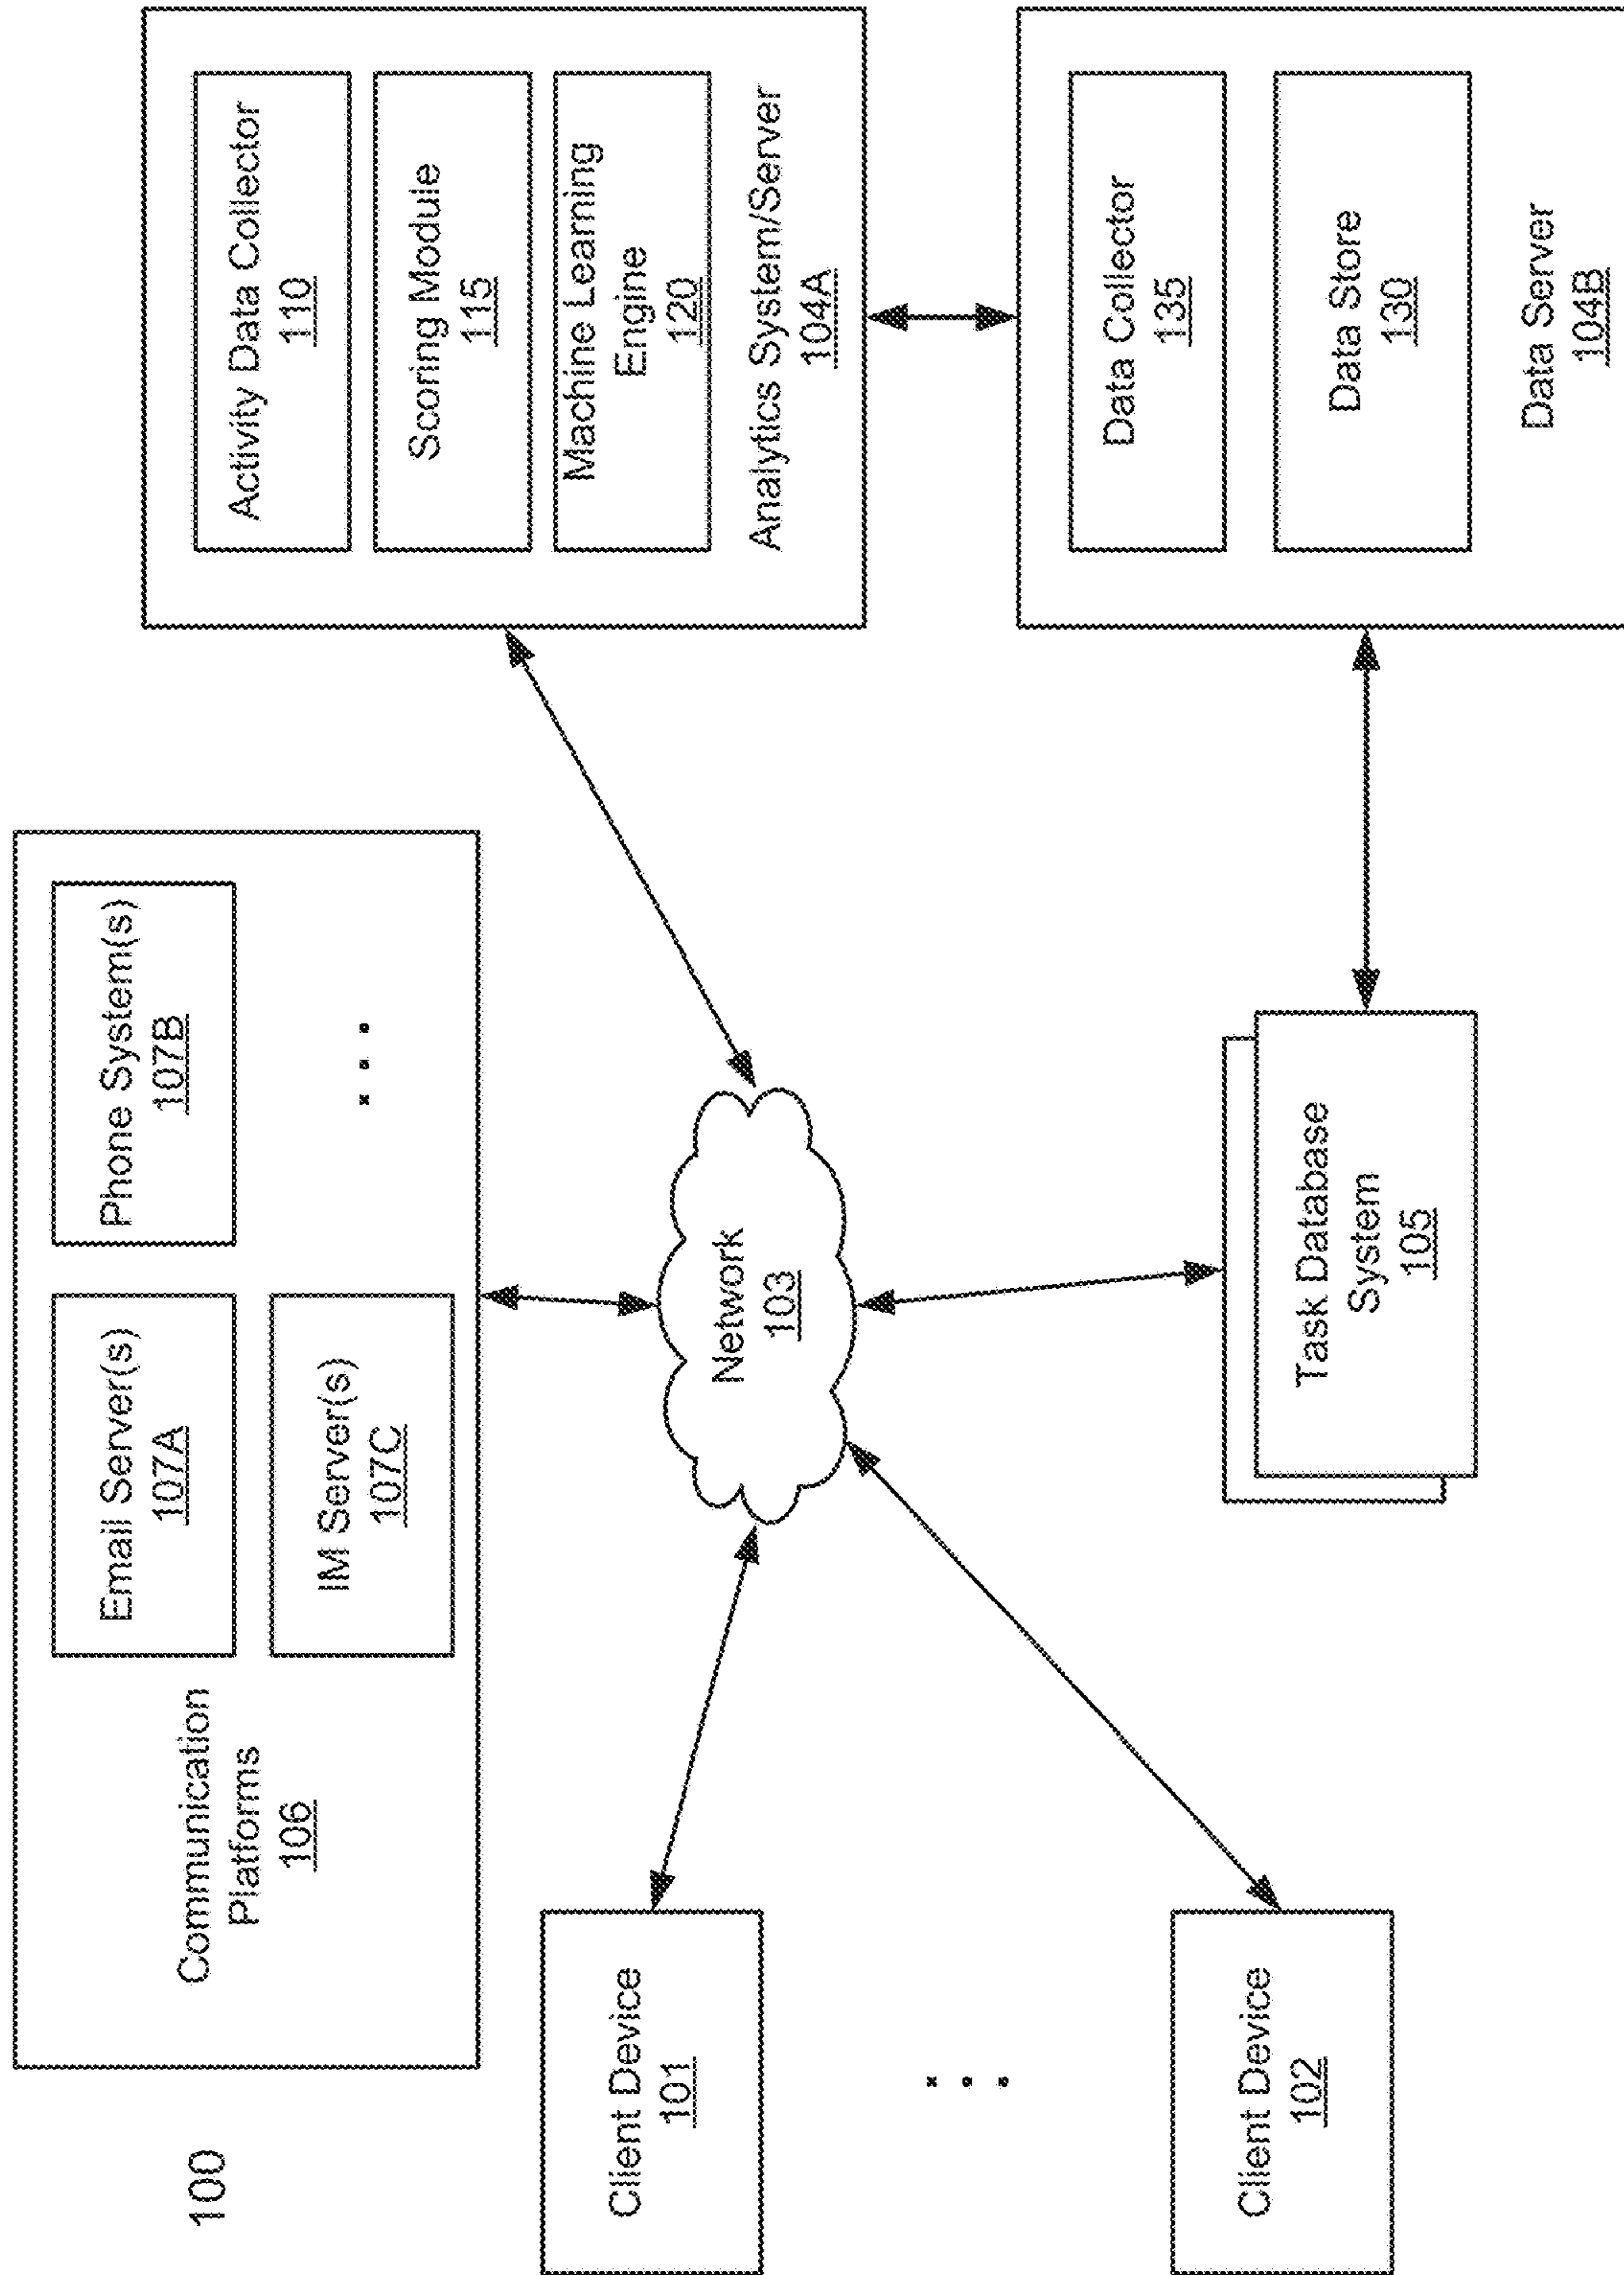 100
Communication
Platforms
106
Email Server(s)
107A
Phone System(s)
107B
IM Server(s)
107C
. . .
Activity Data Collector
110
Scoring Module
115
Machine Learning
Engine
120
Analytics System/Server
104A
Client Device
101
. . .
Client Device
102
Network
103
Task Database
System
105
Data Collector
135
Data Store
130
Data Server
104B